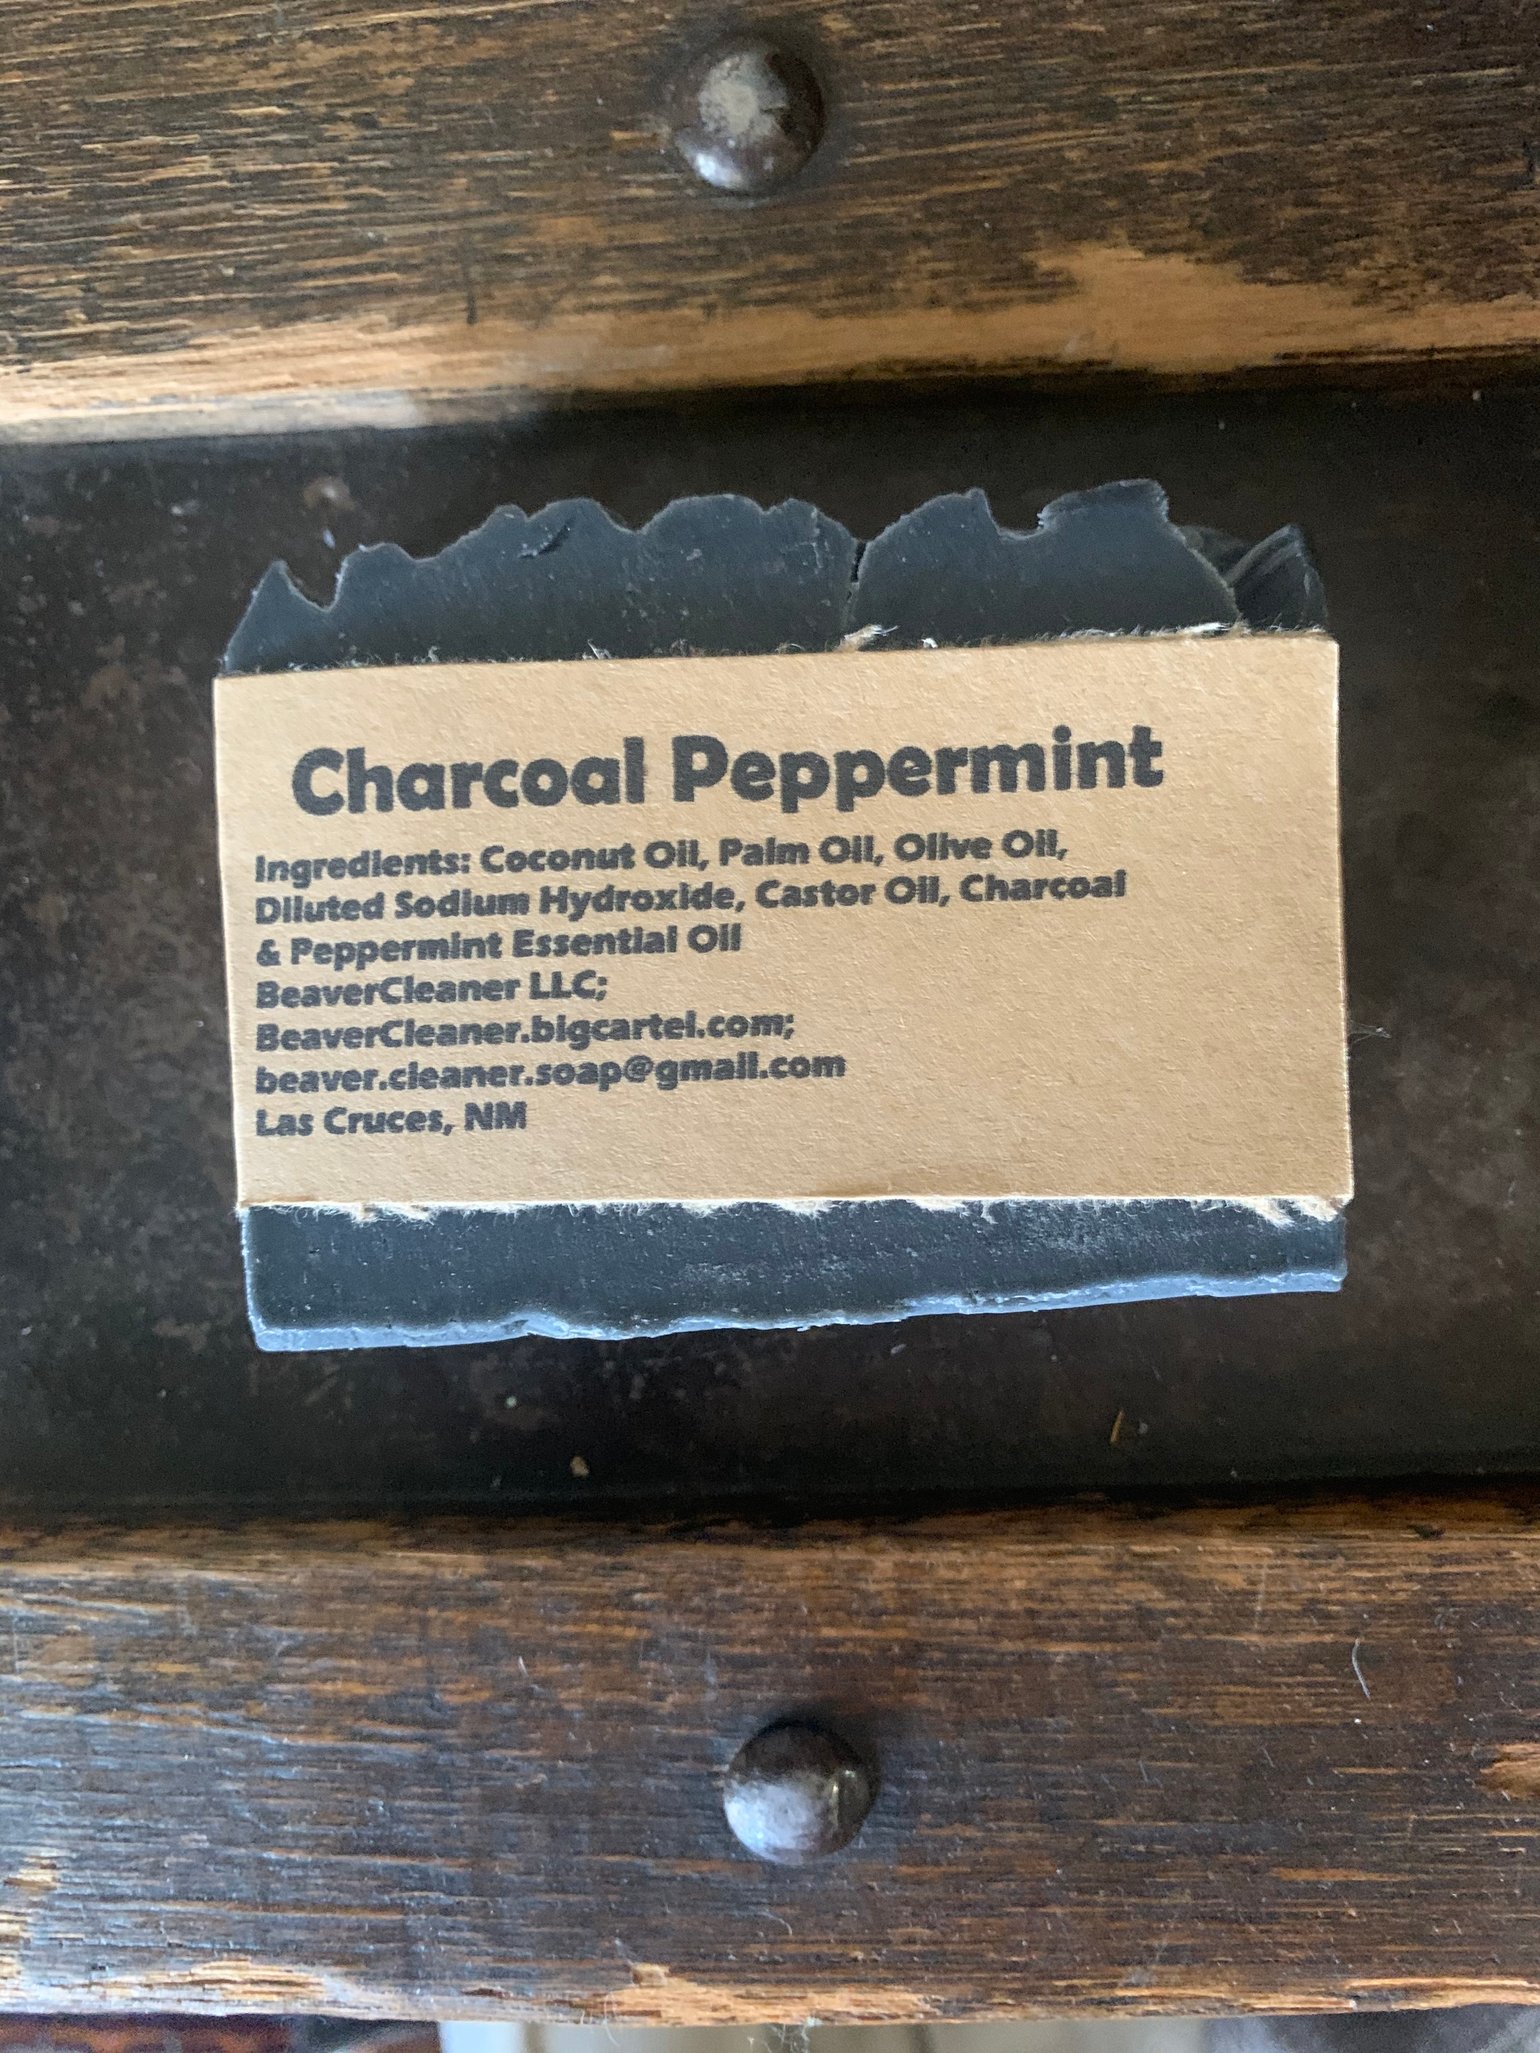 Charcoal Peppermint
Ingredients: Coconut Oil, Palm Oil, Olive Oil,
Diluted Sodium Hydroxide, Castor Oil, Charcoal
& Peppermint Essential Oil
BeaverCleaner LLC;
BeaverCleaner.bigcartel.com;
beaver.cleaner.soap@gmail.com
Las Cruces, NM